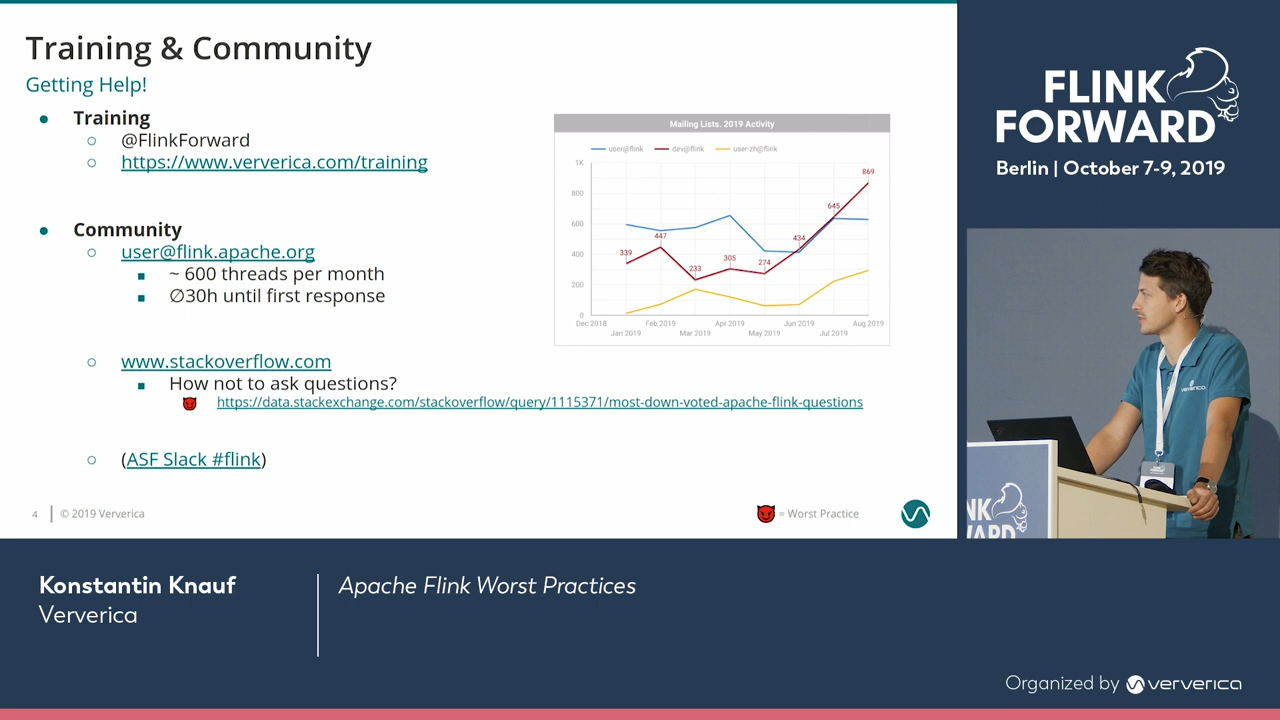 Training & Community
Getting Help!
● Training
○ @FlinkForward
○ https://www.ververica.com/training
● Community
○ user@flink.apache.org
■ ~ 600 threads per month
■ ∅30h until first response
○ www.stackoverflow.com
■ How not to ask questions?
😈 https://data.stackexchange.com/stackoverflow/query/1115371/most-down-voted-apache-flink-questions
○ (ASF Slack #flink)
Mailing Lists. 2019 Activity
user@flink dev@flink user-zh@flink
1K
800
600
400
200
0
339
447
233
305
274
434
645
869
Dec 2018 Feb 2019 Apr 2019 Jun 2019 Aug 2019
Jan 2019 Mar 2019 May 2019 Jul 2019
4 © 2019 Ververica
😈 = Worst Practice
FLINK
FORWARD
Berlin | October 7-9, 2019
VERVERICA
NK
WARD
Konstantin Knauf
Ververica
Apache Flink Worst Practices
Organized by ververica